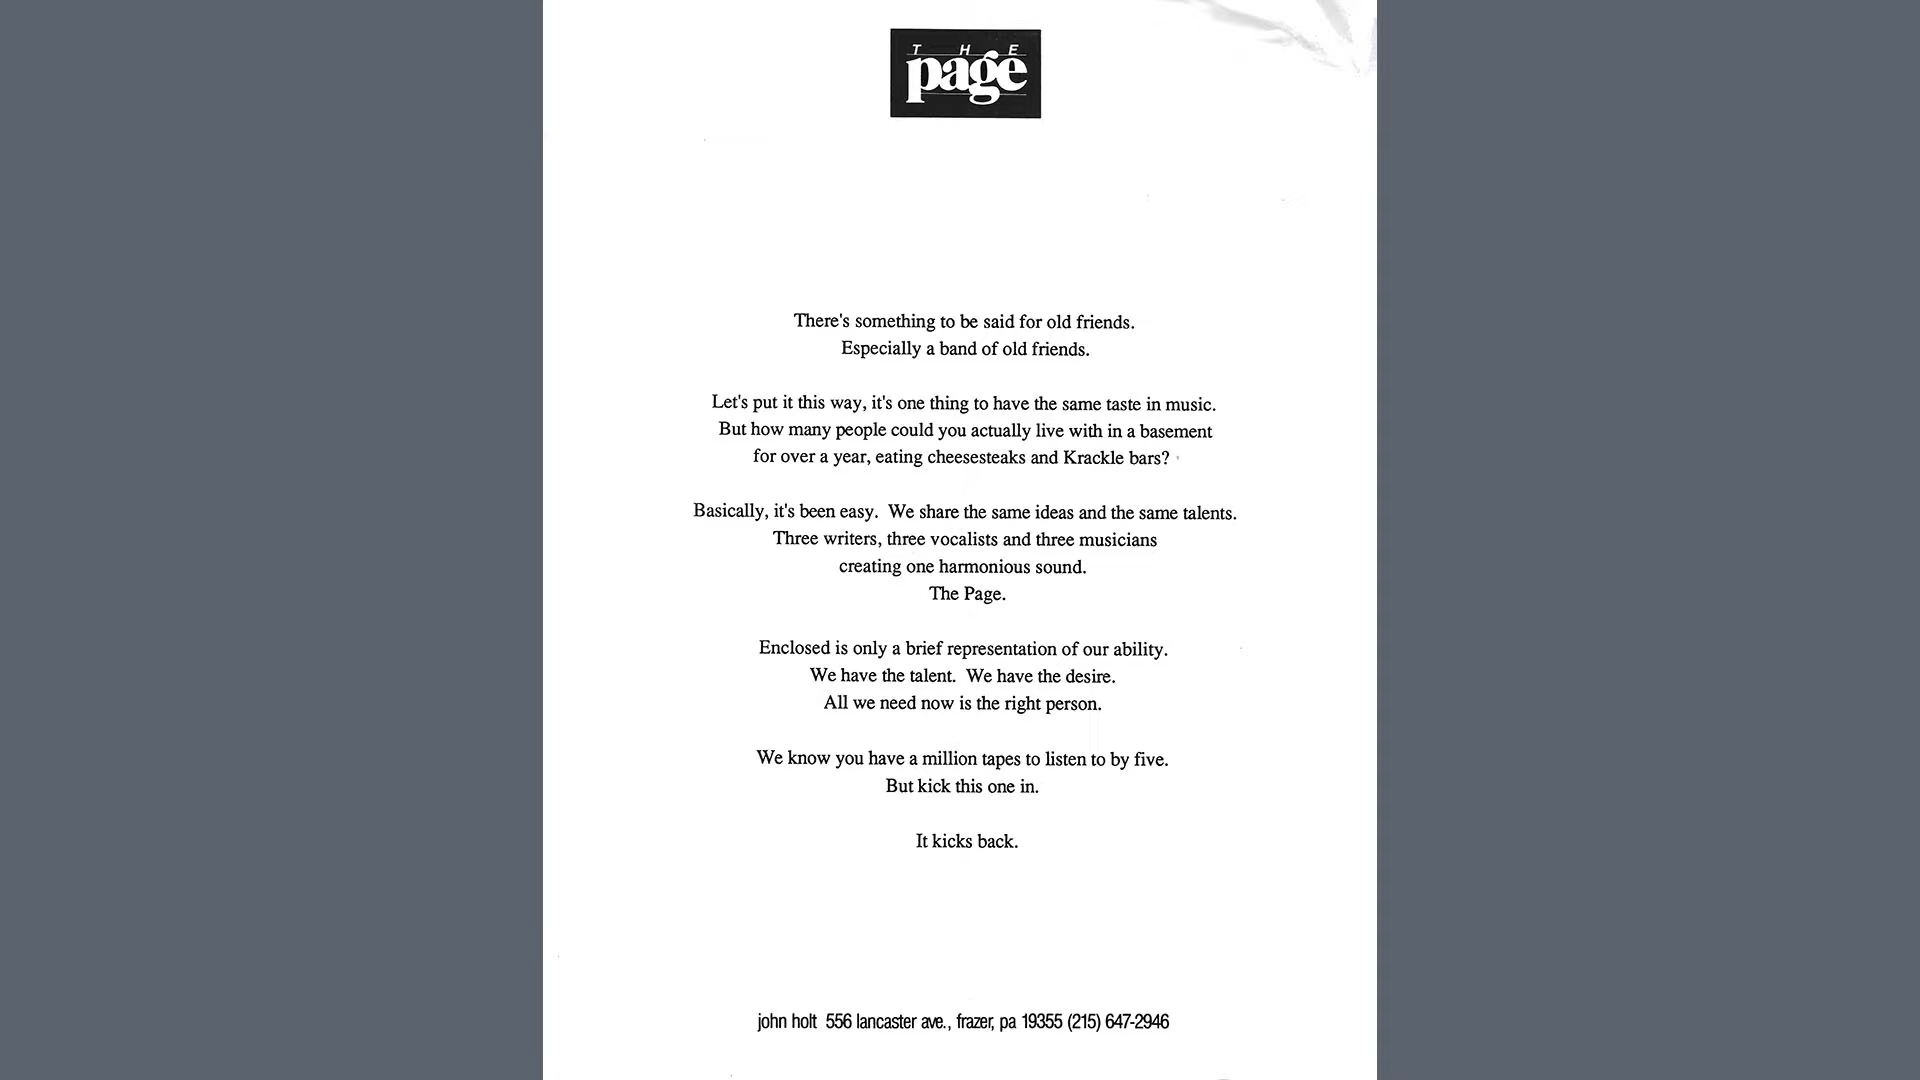 THE
page
There's something to be said for old friends.
Especially a band of old friends.
Let's put it this way, it's one thing to have the same taste in music.
But how many people could you actually live with in a basement
for over a year, eating cheesesteaks and Krackle bars?
Basically, it's been easy.  We share the same ideas and the same talents.
Three writers, three vocalists and three musicians
creating one harmonious sound.
The Page.
Enclosed is only a brief representation of our ability.
We have the talent.  We have the desire.
All we need now is the right person.
We know you have a million tapes to listen to by five.
But kick this one in.
It kicks back.
john holt  556 lancaster ave., frazer, pa 19355 (215) 647-2946